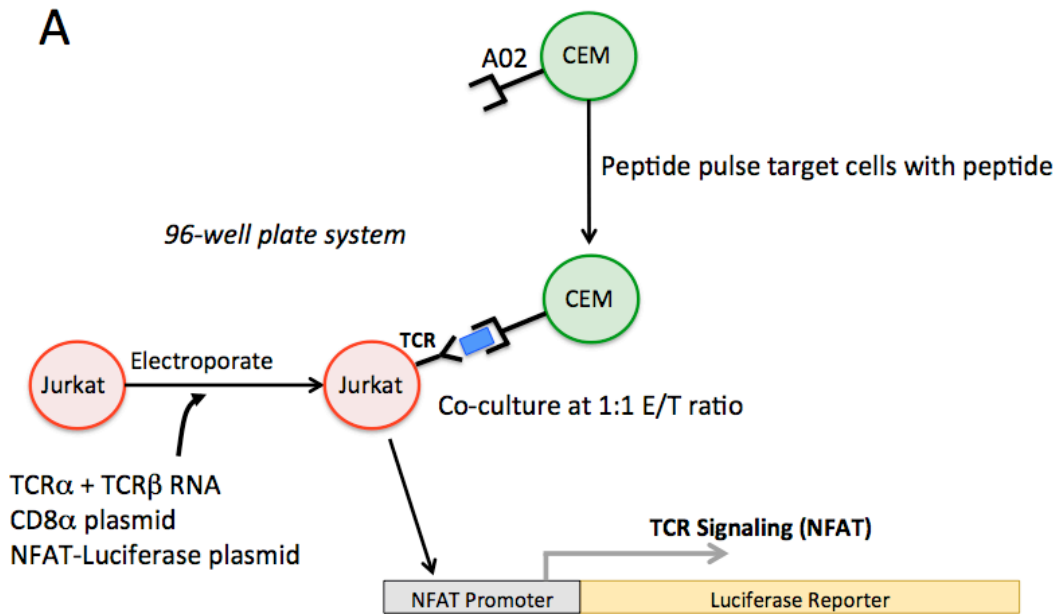 A
A02
CEM
Peptide pulse target cells with peptide
96-well plate system
CEM
TCR
Electroporate
Jurkat
Jurkat
Co-culture at 1:1 E/T ratio
TCRα + TCRβ RNA
CD8α plasmid
NFAT-Luciferase plasmid
TCR Signaling (NFAT)
NFAT Promoter
Luciferase Reporter